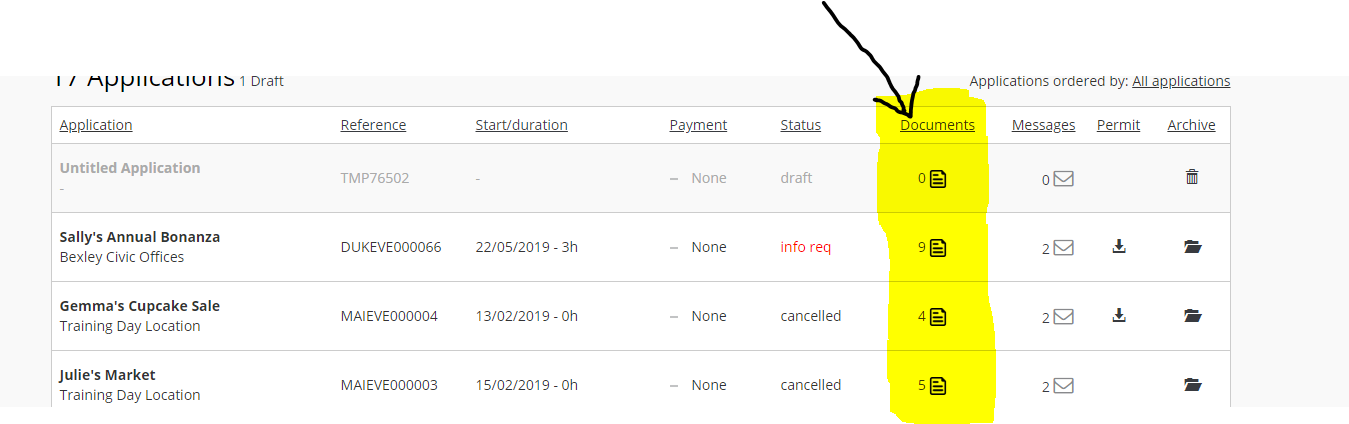 17 Applications 1 Draft
Applications ordered by: All applications
Application Reference Start/duration Payment Status Documents Messages Permit Archive
Untitled Application
-
TMP76502 - – None draft 0 0
Sally's Annual Bonanza
Bexley Civic Offices
DUKEVE000066 22/05/2019 - 3h – None info req 9 2
Gemma's Cupcake Sale
Training Day Location
MAIEVE000004 13/02/2019 - 0h – None cancelled 4 2
Julie's Market
Training Day Location
MAIEVE000003 15/02/2019 - 0h – None cancelled 5 2